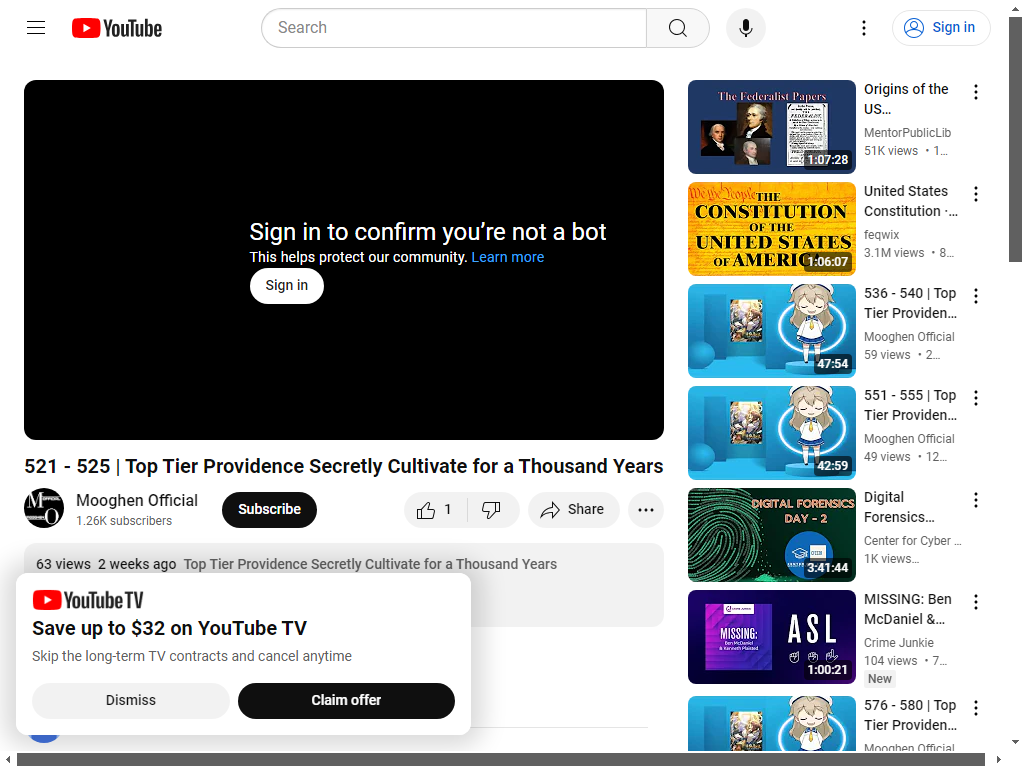 YouTube
Search
Sign in
Sign in to confirm you're not a bot
This helps protect our community. Learn more
Sign in
521 - 525 | Top Tier Providence Secretly Cultivate for a Thousand Years
Mooghen Official
1.26K subscribers
Subscribe
1
Share
63 views 2 weeks ago Top Tier Providence Secretly Cultivate for a Thousand Years
YouTube TV
Save up to $32 on YouTube TV
Skip the long-term TV contracts and cancel anytime
Dismiss
Claim offer
The Federalist Papers
1:07:28
Origins of the
US…
MentorPublicLib
51K views • 1…
We the People
THE
CONSTITUTION
OF THE
UNITED STATES
OF AMERICA
1:06:07
United States
Constitution ·…
feqwix
3.1M views • 8…
47:54
536 - 540 | Top
Tier Providen…
Mooghen Official
59 views • 2…
42:59
551 - 555 | Top
Tier Providen…
Mooghen Official
49 views • 12…
DIGITAL FORENSICS
DAY - 2
3:41:44
Digital
Forensics…
Center for Cyber …
1K views…
CRIME JUNKIE
MISSING:
Ben McDaniel
& Kenneth Plaisted
ASL
1:00:21
MISSING: Ben
McDaniel &…
Crime Junkie
104 views • 7…
New
576 - 580 | Top
Tier Providen…
Mooghen Official